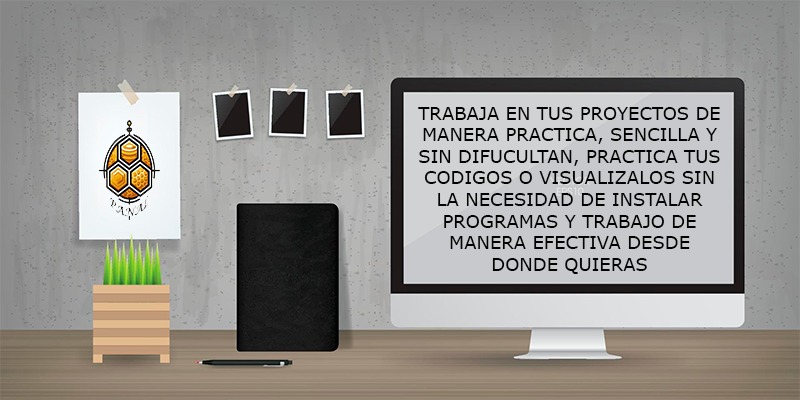 PANAL
TRABAJA EN TUS PROYECTOS DE
MANERA PRACTICA, SENCILLA Y
SIN DIFUCULTAN, PRACTICA TUS
CODIGOS O VISUALIZALOS SIN
LA NECESIDAD DE INSTALAR
PROGRAMAS Y TRABAJO DE
MANERA EFECTIVA DESDE
DONDE QUIERAS